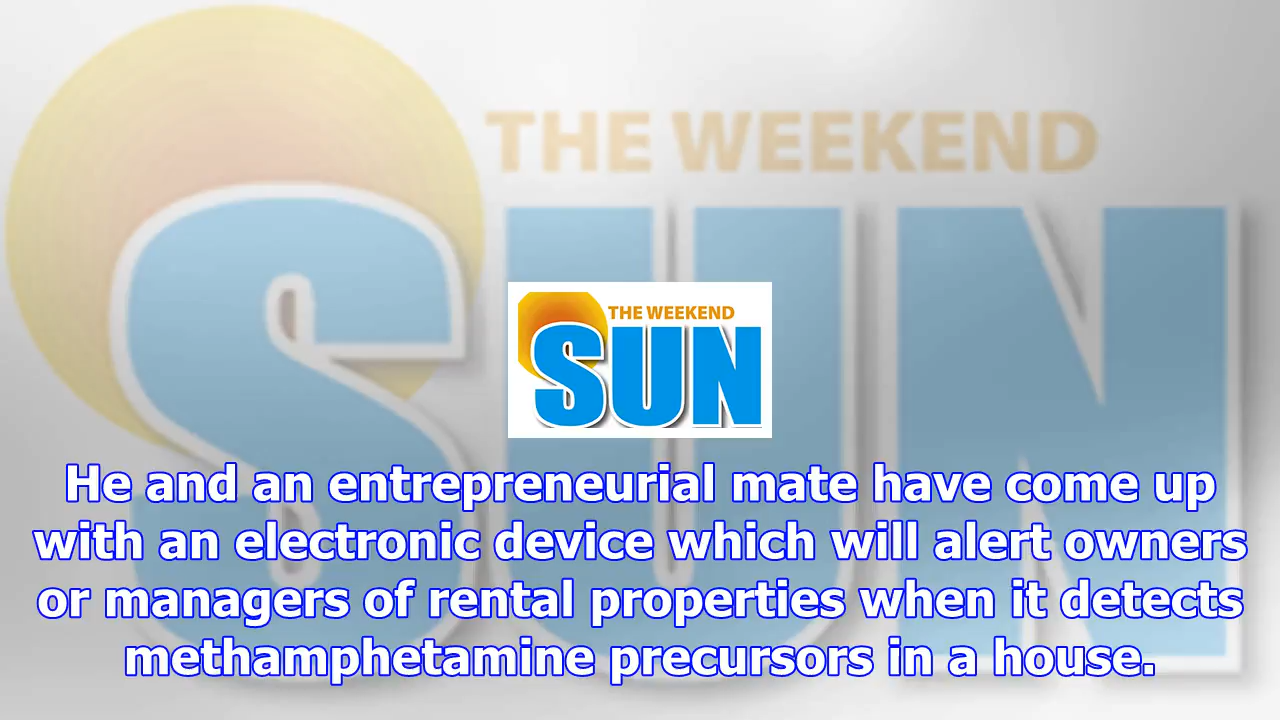 THE WEEKEND
SUN
THE WEEKEND
SUN
He and an entrepreneurial mate have come up
with an electronic device which will alert owners
or managers of rental properties when it detects
methamphetamine precursors in a house.